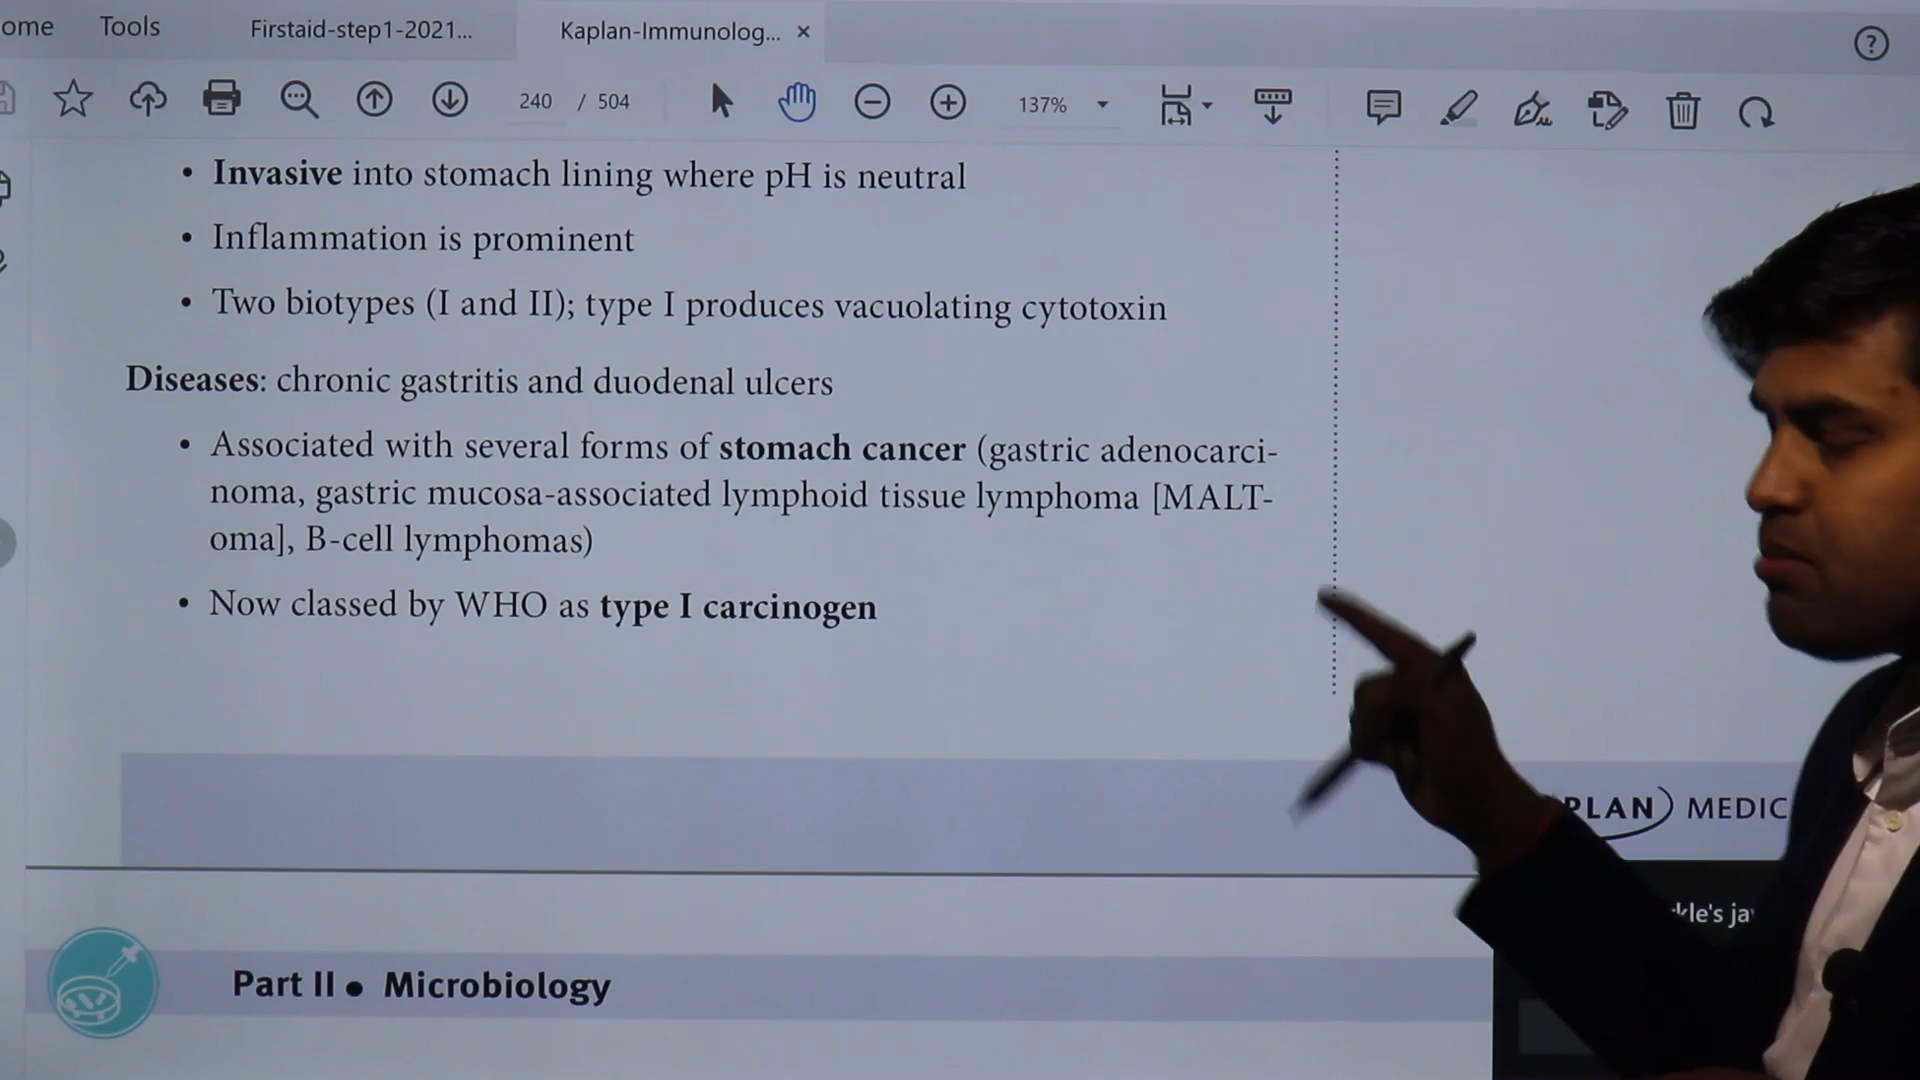 ome Tools Firstaid-step1-2021... Kaplan-Immunolog... ×
240 / 504 137%
• Invasive into stomach lining where pH is neutral
• Inflammation is prominent
• Two biotypes (I and II); type I produces vacuolating cytotoxin
Diseases: chronic gastritis and duodenal ulcers
• Associated with several forms of stomach cancer (gastric adenocarci-
noma, gastric mucosa-associated lymphoid tissue lymphoma [MALT-
oma], B-cell lymphomas)
• Now classed by WHO as type I carcinogen
PLAN MEDIC
kle's ja
Part II • Microbiology